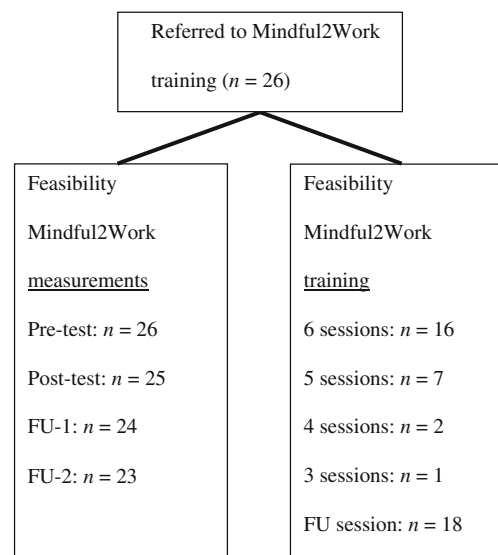 Referred to Mindful2Work
training (n = 26)
Feasibility
Mindful2Work
measurements
Pre-test: n = 26
Post-test: n = 25
FU-1: n = 24
FU-2: n = 23
Feasibility
Mindful2Work
training
6 sessions: n = 16
5 sessions: n = 7
4 sessions: n = 2
3 sessions: n = 1
FU session: n = 18